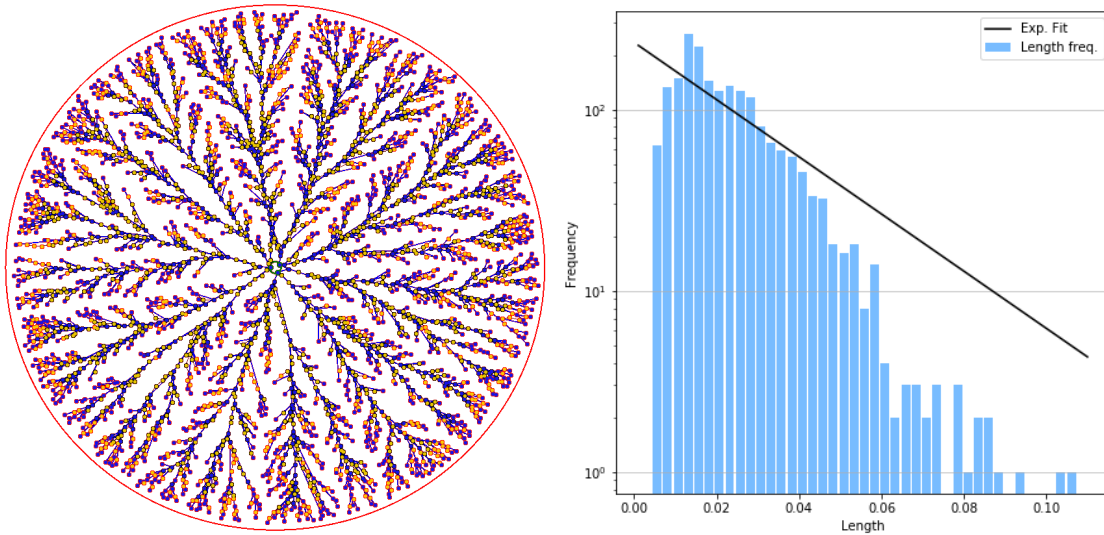 Exp. Fit
Length freq.
Frequency
10²
10¹
10⁰
0.00 0.02 0.04 0.06 0.08 0.10
Length